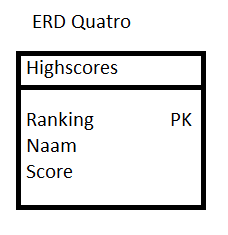 ERD Quatro
Highscores
Ranking PK
Naam
Score